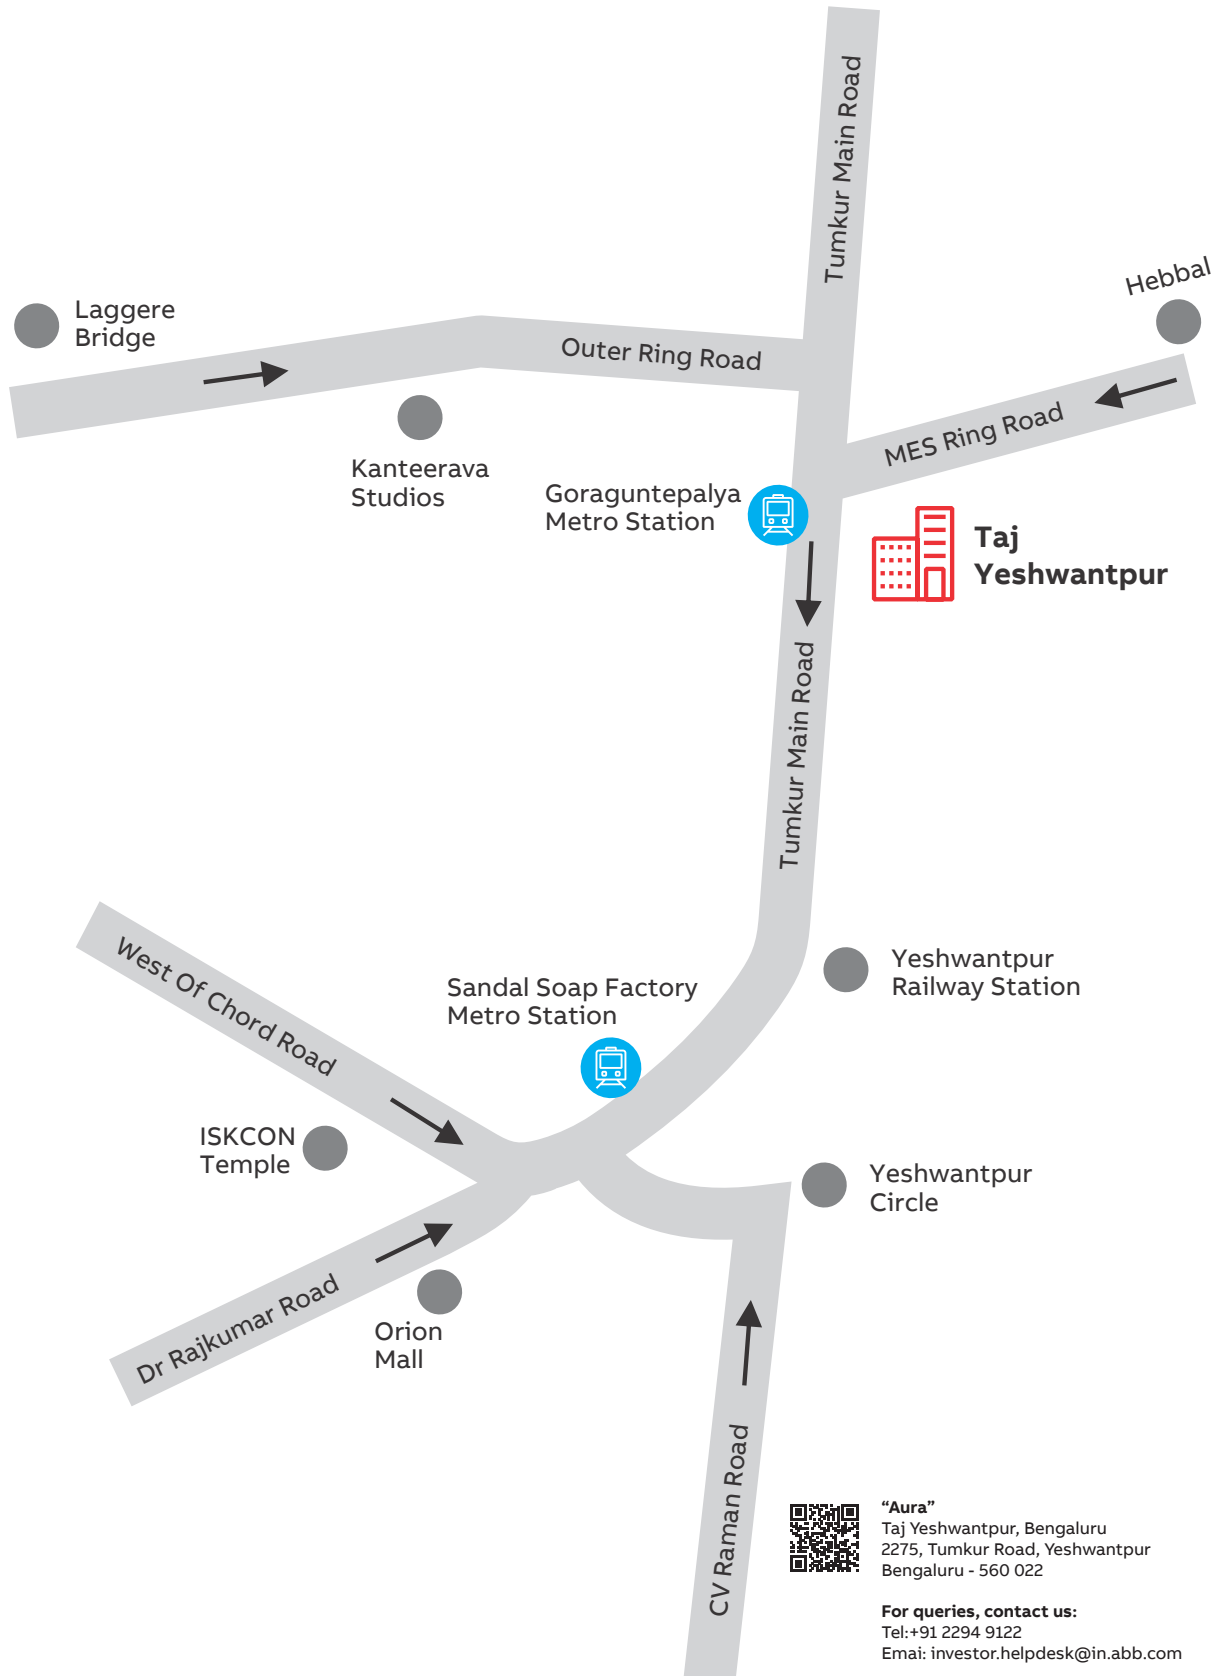 Tumkur Main Road
Hebbal
Laggere
Bridge
Outer Ring Road
MES Ring Road
Kanteerava
Studios
Goraguntepalya
Metro Station
Taj
Yeshwantpur
Tumkur Main Road
West Of Chord Road
Sandal Soap Factory
Metro Station
Yeshwantpur
Railway Station
ISKCON
Temple
Yeshwantpur
Circle
Dr Rajkumar Road
Orion
Mall
CV Raman Road
“Aura”
Taj Yeshwantpur, Bengaluru
2275, Tumkur Road, Yeshwantpur
Bengaluru - 560 022
For queries, contact us:
Tel:+91 2294 9122
Emai: investor.helpdesk@in.abb.com